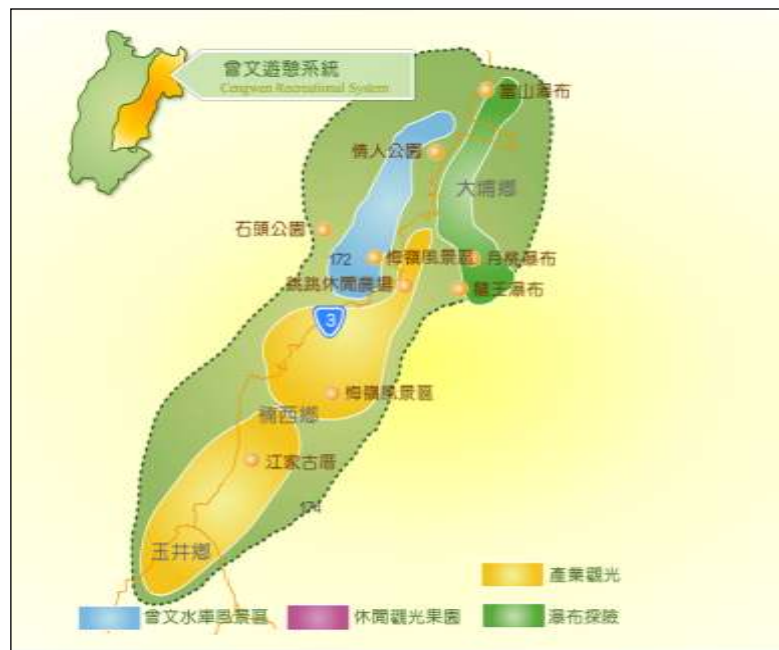 曾文遊憩系統
Cengwen Recreational System
雷山瀑布
情人公園
大埔鄉
石頭公園
172
梅嶺風景區
月桃瀑布
跳跳休閒農場
龍王瀑布
3
梅嶺風景區
楠西鄉
江家古厝
174
玉井鄉
產業觀光
曾文水庫風景區
休閒觀光果園
瀑布探險